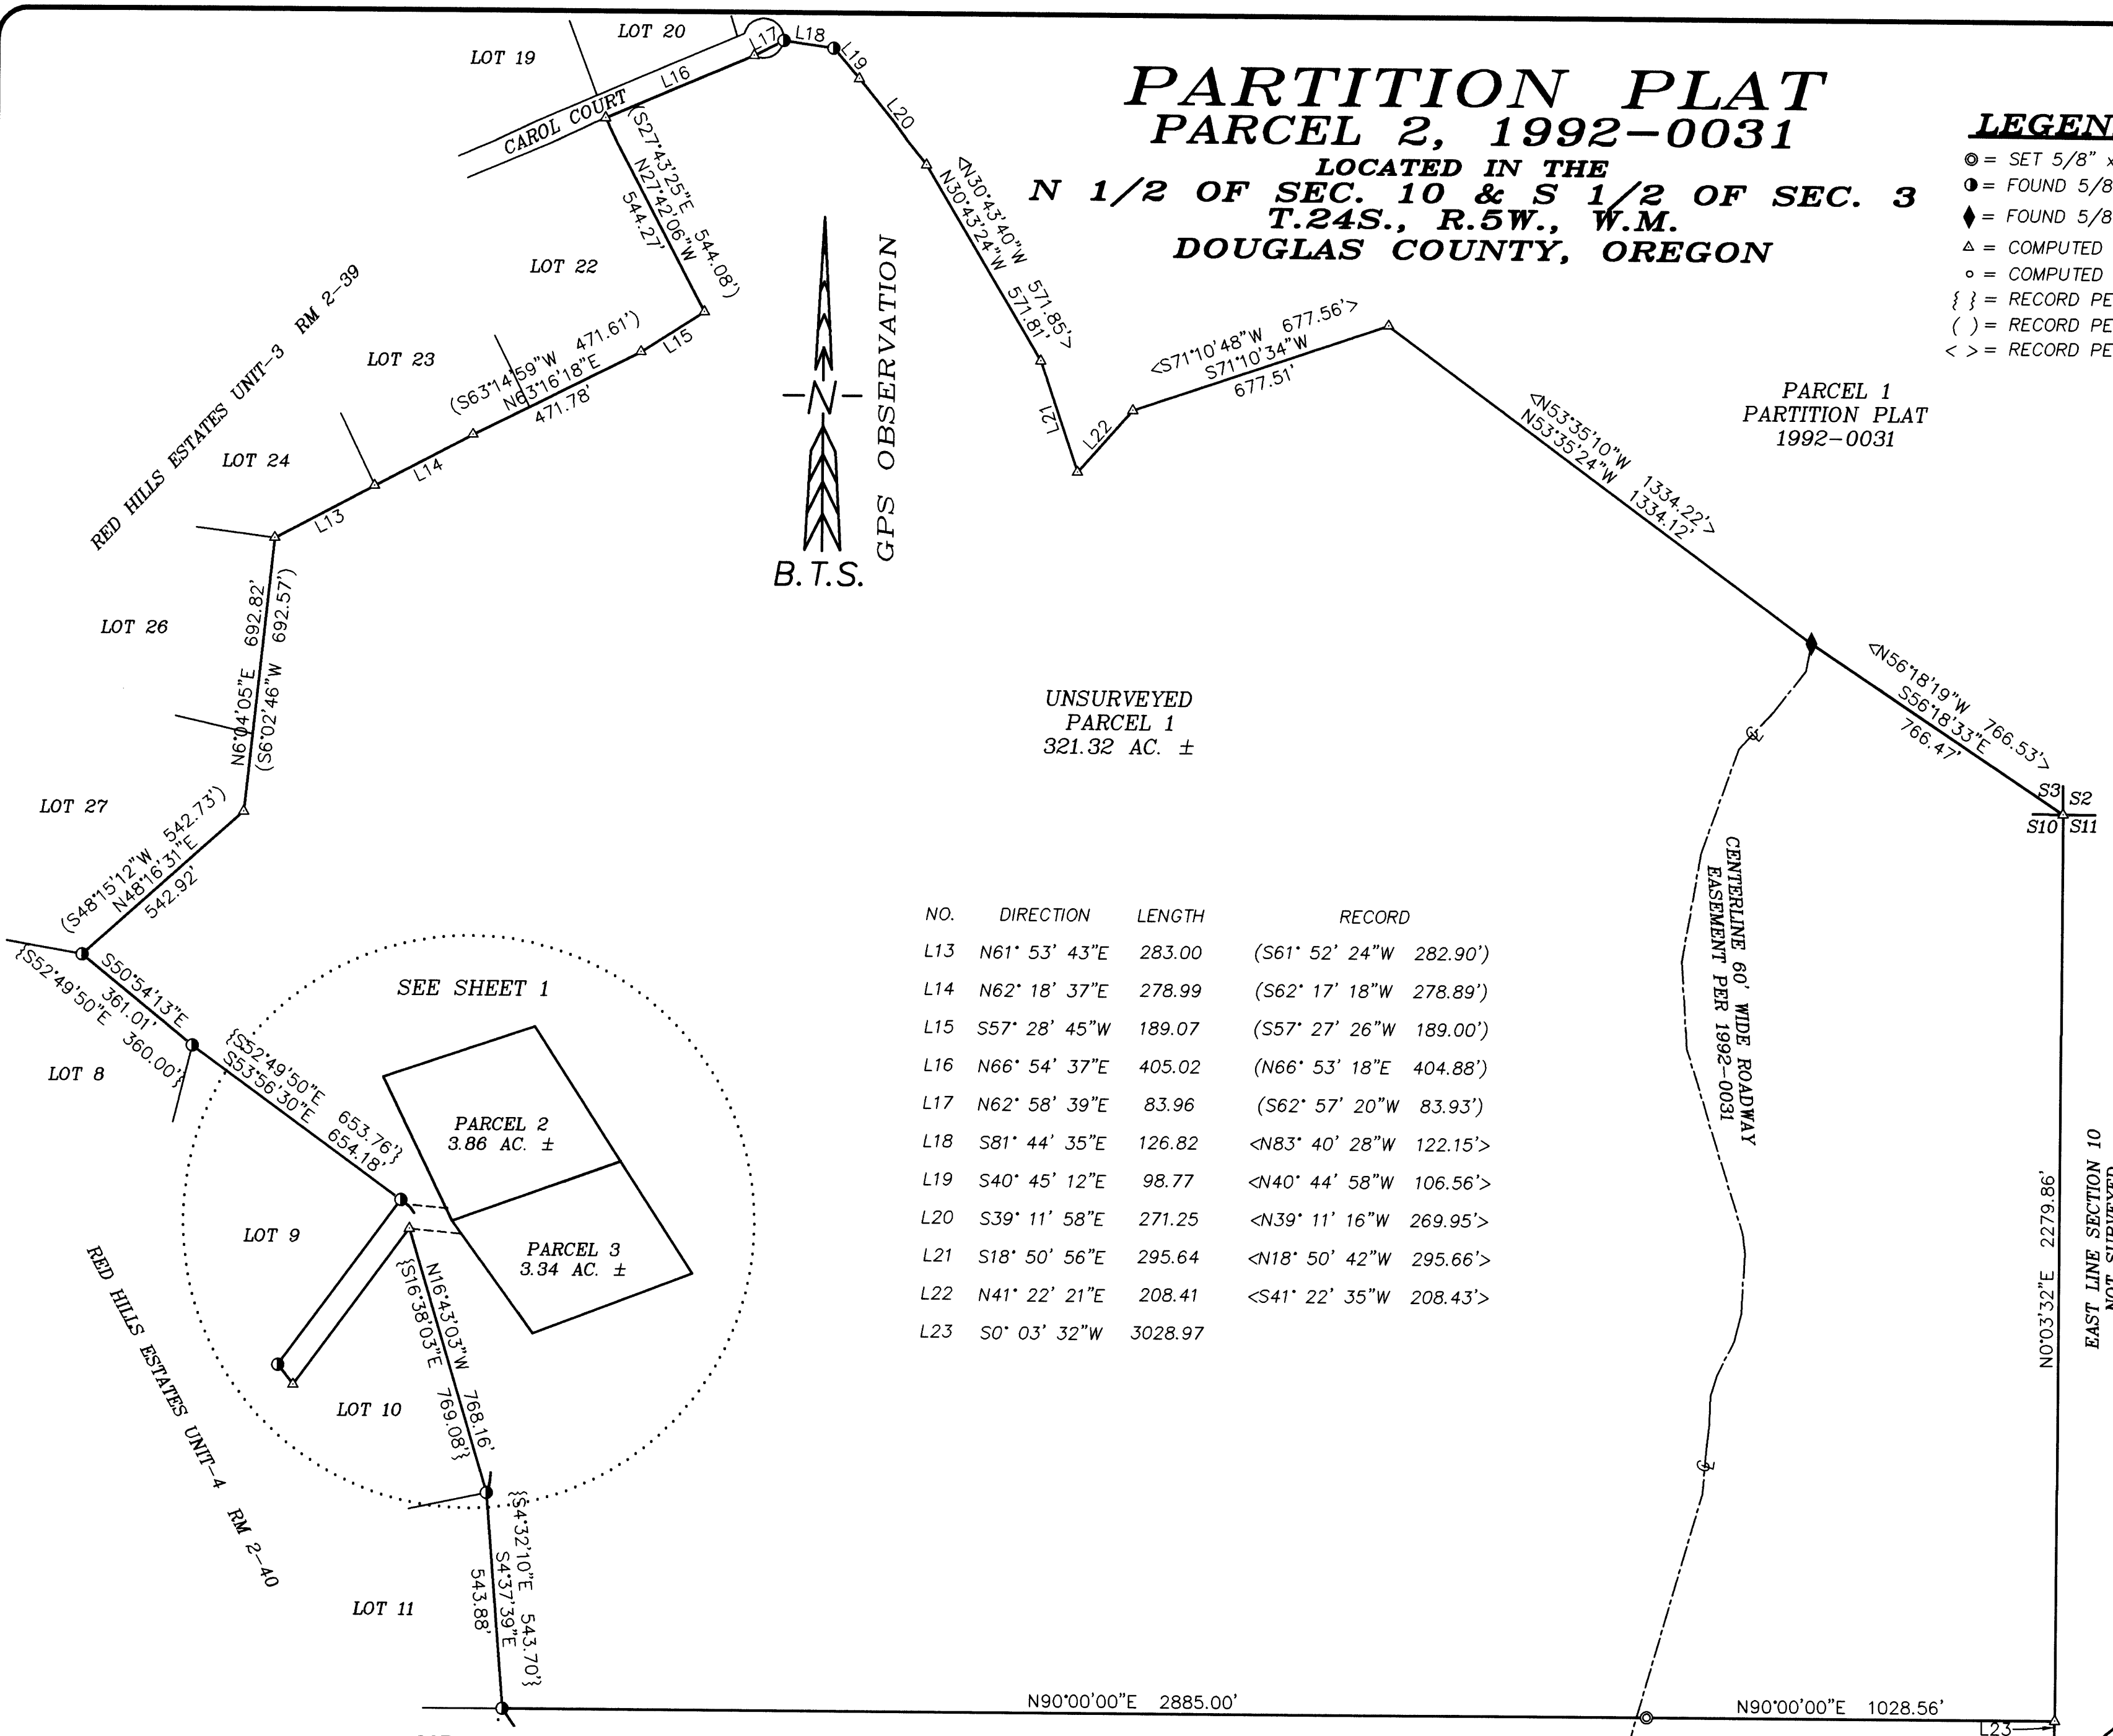 PARTITION PLAT
PARCEL 2, 1992-0031
LOCATED IN THE
N 1/2 OF SEC. 10 & S 1/2 OF SEC. 3
T.24S., R.5W., W.M.
DOUGLAS COUNTY, OREGON
LEGEN
= SET 5/8" x
= FOUND 5/8
= FOUND 5/8
= COMPUTED
= COMPUTED
{ } = RECORD PE
( ) = RECORD PE
< > = RECORD PE
LOT 19
LOT 20
CAROL COURT
L16
L17
L18
L19
L20
(S27°43'25"E 544.08')
N27°42'06"W
544.27'
<N30°43'40"W 571.85'>
N30°43'24"W 571.81'
LOT 22
RED HILLS ESTATES UNIT-3 RM 2-39
LOT 23
(S63°14'59"W 471.61')
N63°16'18"E
471.78'
L15
L14
L13
LOT 24
N
GPS OBSERVATION
B.T.S.
L21
L22
<S71°10'48"W 677.56'>
S71°10'34"W
677.51'
<N53°35'10"W 1334.22'>
N53°35'24"W 1334.12'
PARCEL 1
PARTITION PLAT
1992-0031
LOT 26
N6°04'05"E 692.82'
(S6°02'46"W 692.57')
UNSURVEYED
PARCEL 1
321.32 AC. ±
<N56°18'19"W 766.53'>
S56°18'33"E
766.47'
S3 S2
S10 S11
LOT 27
(S48°15'12"W 542.73')
N48°16'31"E
542.92'
CENTERLINE 60' WIDE ROADWAY
EASEMENT PER 1992-0031
S50°54'13"E
361.01'
{S52°49'50"E 360.00'}
SEE SHEET 1
LOT 8
{S52°49'50"E 653.76'}
S53°56'30"E 654.18'
PARCEL 2
3.86 AC. ±
PARCEL 3
3.34 AC. ±
LOT 9
NO. DIRECTION LENGTH RECORD
L13 N61° 53' 43"E 283.00 (S61° 52' 24"W 282.90')
L14 N62° 18' 37"E 278.99 (S62° 17' 18"W 278.89')
L15 S57° 28' 45"W 189.07 (S57° 27' 26"W 189.00')
L16 N66° 54' 37"E 405.02 (N66° 53' 18"E 404.88')
L17 N62° 58' 39"E 83.96 (S62° 57' 20"W 83.93')
L18 S81° 44' 35"E 126.82 <N83° 40' 28"W 122.15'>
L19 S40° 45' 12"E 98.77 <N40° 44' 58"W 106.56'>
L20 S39° 11' 58"E 271.25 <N39° 11' 16"W 269.95'>
L21 S18° 50' 56"E 295.64 <N18° 50' 42"W 295.66'>
L22 N41° 22' 21"E 208.41 <S41° 22' 35"W 208.43'>
L23 S0° 03' 32"W 3028.97
N0°03'32"E 2279.86'
EAST LINE SECTION 10
NOT SURVEYED
RED HILLS ESTATES UNIT-4 RM 2-40
N16°43'03"W 768.16'
{S16°38'03"E 769.08'}
LOT 10
{S4°32'10"E 543.70'}
S4°37'39"E
543.88'
LOT 11
N90°00'00"E 2885.00'
N90°00'00"E 1028.56'
L23